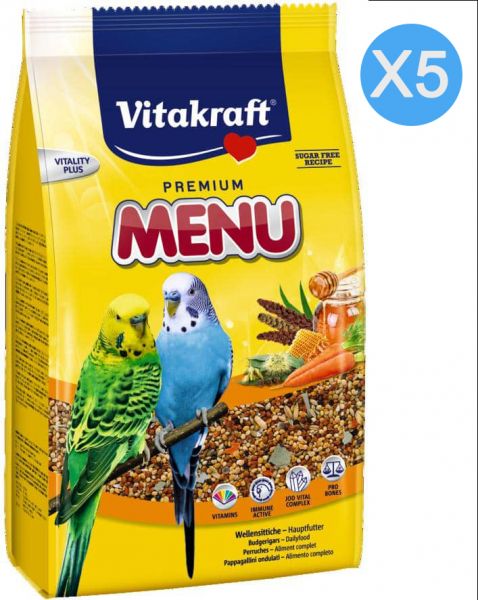 X5
Vitakraft®
VITALITY
PLUS
SUGAR FREE
RECIPE
PREMIUM
MENU
VITAMINS
IMMUNE
ACTIVE
JOD VITAL
COMPLEX
PRO
BONES
Wellensittiche – Hauptfutter
Budgerigars – Dailyfood
Perruches – Aliment complet
Pappagallini ondulati – Alimento completo